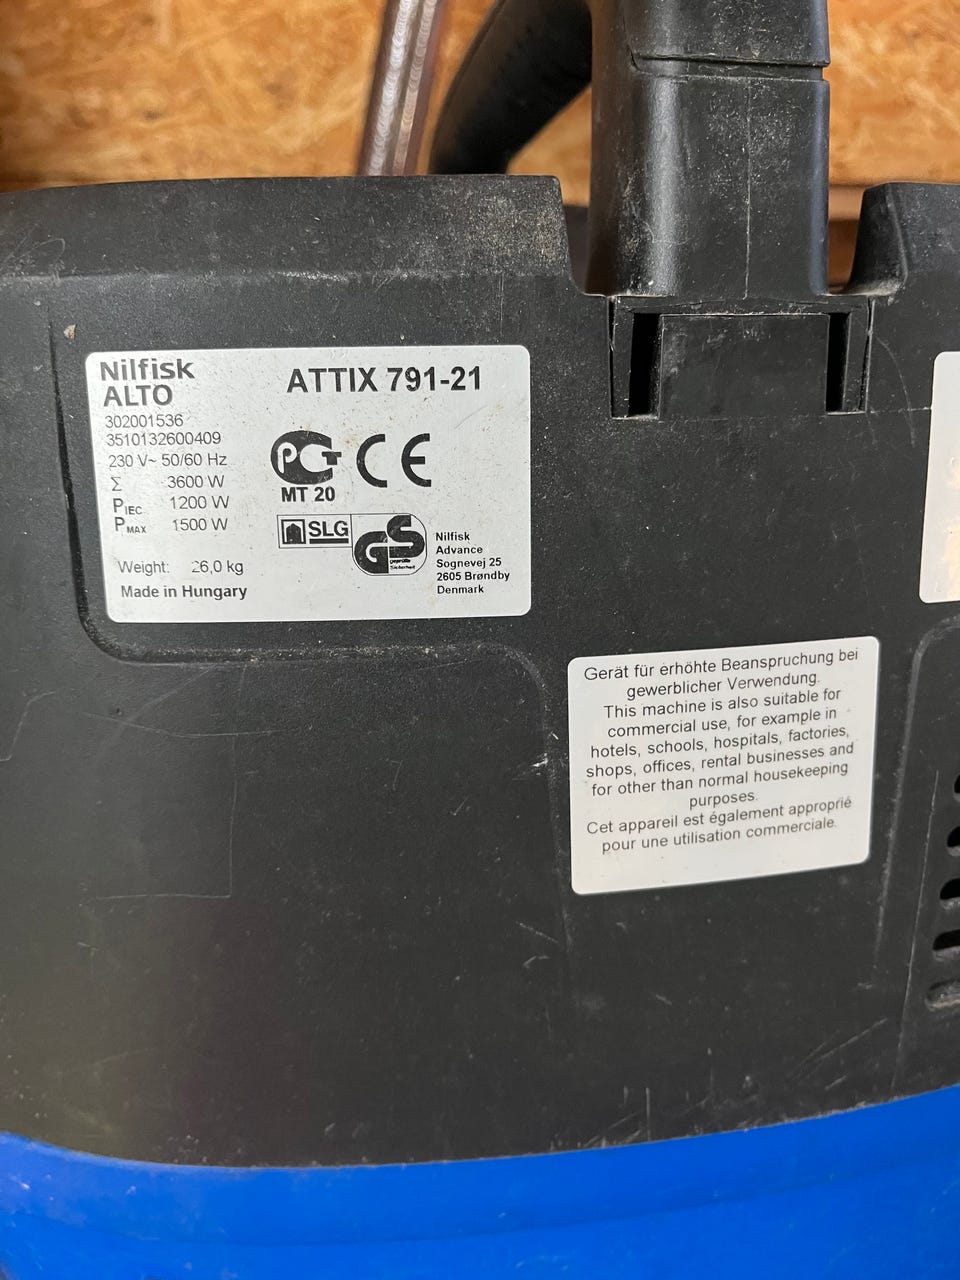 Nilfisk
ALTO
ATTIX 791-21
302001536
3510132600409
230 V~ 50/60 Hz
Σ 3600 W
PIEC 1200 W
PMAX 1500 W
Weight: 26,0 kg
Made in Hungary
PCT
CE
MT 20
SLG
GS
geprüfte
Sicherheit
Nilfisk
Advance
Sognevej 25
2605 Brøndby
Denmark
Gerät für erhöhte Beanspruchung bei
gewerblicher Verwendung.
This machine is also suitable for
commercial use, for example in
hotels, schools, hospitals, factories,
shops, offices, rental businesses and
for other than normal housekeeping
purposes.
Cet appareil est également approprié
pour une utilisation commerciale.